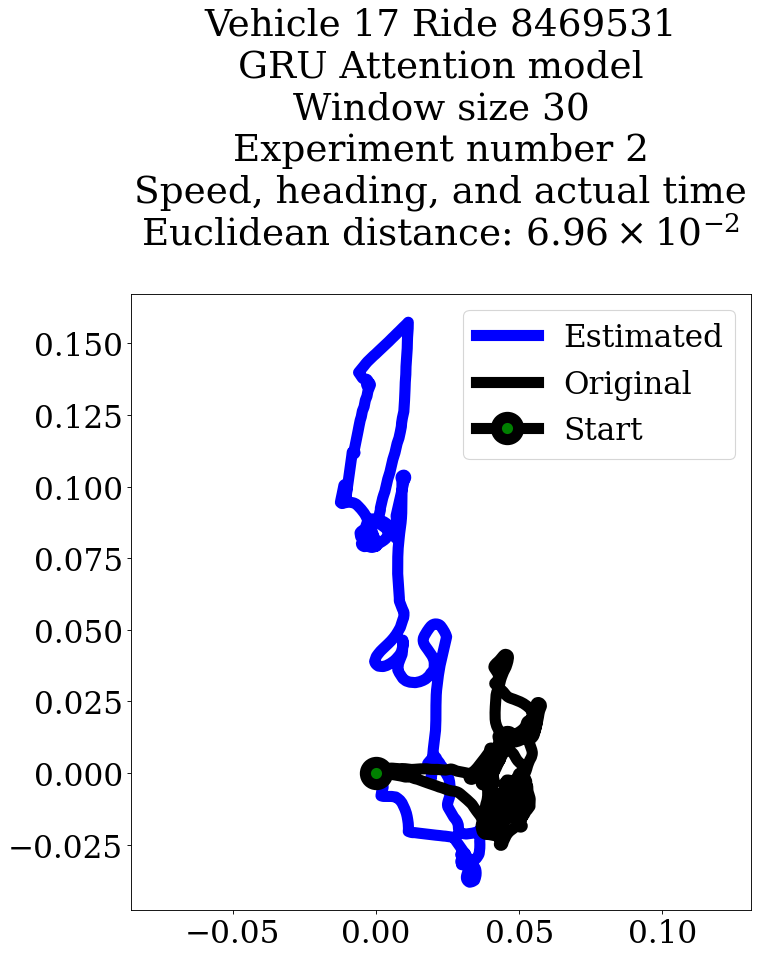 Vehicle 17 Ride 8469531
GRU Attention model
Window size 30
Experiment number 2
Speed, heading, and actual time
Euclidean distance: 6.96 × 10⁻²
Estimated
Original
Start
0.150
0.125
0.100
0.075
0.050
0.025
0.000
−0.025
−0.05 0.00 0.05 0.10